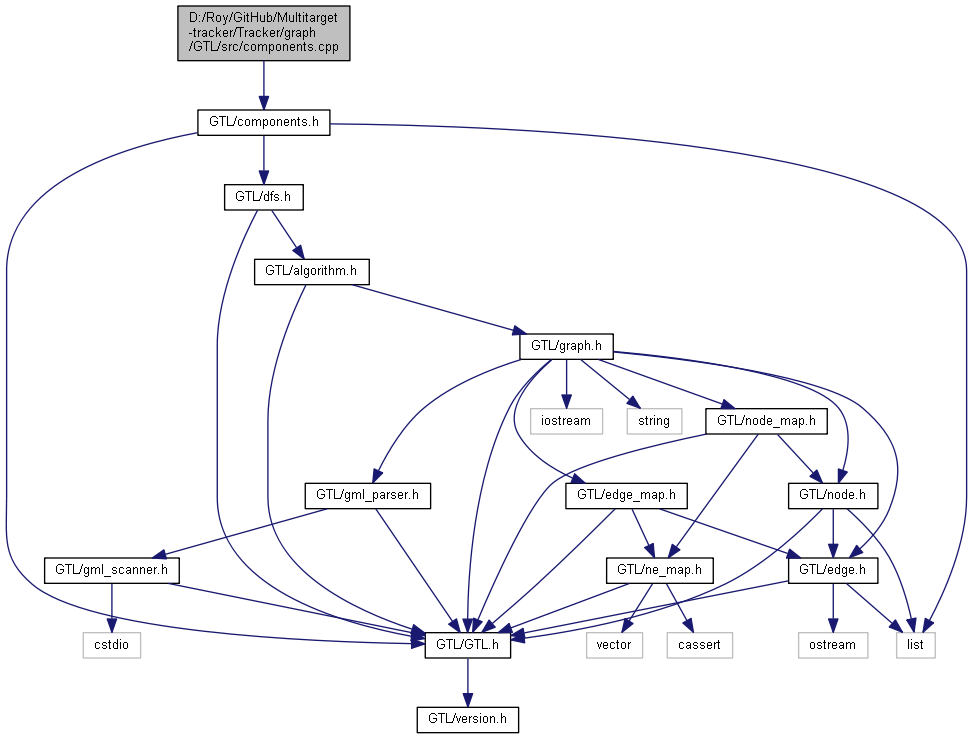 D:/Roy/GitHub/Multitarget
-tracker/Tracker/graph
/GTL/src/components.cpp
GTL/components.h
GTL/dfs.h
GTL/algorithm.h
GTL/graph.h
iostream
string
GTL/node_map.h
GTL/gml_parser.h
GTL/edge_map.h
GTL/node.h
GTL/gml_scanner.h
GTL/ne_map.h
GTL/edge.h
cstdio
GTL/GTL.h
vector
cassert
ostream
list
GTL/version.h